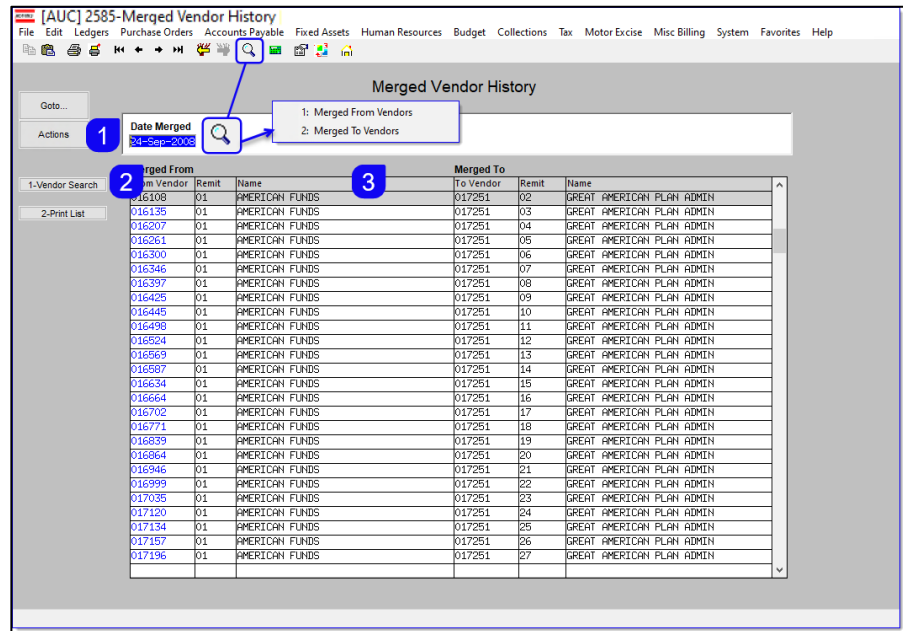 [AUC] 2585-Merged Vendor History
File Edit Ledgers Purchase Orders Accounts Payable Fixed Assets Human Resources Budget Collections Tax Motor Excise Misc Billing System Favorites Help
Merged Vendor History
Goto...
Actions
1
Date Merged
24-Sep-2008
1: Merged From Vendors
2: Merged To Vendors
1-Vendor Search
2-Print List
2
3
Merged To
Vendor Remit Name To Vendor Remit Name
016108 01 AMERICAN FUNDS 017251 02 GREAT AMERICAN PLAN ADMIN
016135 01 AMERICAN FUNDS 017251 03 GREAT AMERICAN PLAN ADMIN
016207 01 AMERICAN FUNDS 017251 04 GREAT AMERICAN PLAN ADMIN
016261 01 AMERICAN FUNDS 017251 05 GREAT AMERICAN PLAN ADMIN
016300 01 AMERICAN FUNDS 017251 06 GREAT AMERICAN PLAN ADMIN
016346 01 AMERICAN FUNDS 017251 07 GREAT AMERICAN PLAN ADMIN
016397 01 AMERICAN FUNDS 017251 08 GREAT AMERICAN PLAN ADMIN
016425 01 AMERICAN FUNDS 017251 09 GREAT AMERICAN PLAN ADMIN
016445 01 AMERICAN FUNDS 017251 10 GREAT AMERICAN PLAN ADMIN
016498 01 AMERICAN FUNDS 017251 11 GREAT AMERICAN PLAN ADMIN
016524 01 AMERICAN FUNDS 017251 12 GREAT AMERICAN PLAN ADMIN
016569 01 AMERICAN FUNDS 017251 13 GREAT AMERICAN PLAN ADMIN
016587 01 AMERICAN FUNDS 017251 14 GREAT AMERICAN PLAN ADMIN
016634 01 AMERICAN FUNDS 017251 15 GREAT AMERICAN PLAN ADMIN
016664 01 AMERICAN FUNDS 017251 16 GREAT AMERICAN PLAN ADMIN
016702 01 AMERICAN FUNDS 017251 17 GREAT AMERICAN PLAN ADMIN
016771 01 AMERICAN FUNDS 017251 18 GREAT AMERICAN PLAN ADMIN
016839 01 AMERICAN FUNDS 017251 19 GREAT AMERICAN PLAN ADMIN
016864 01 AMERICAN FUNDS 017251 20 GREAT AMERICAN PLAN ADMIN
016946 01 AMERICAN FUNDS 017251 21 GREAT AMERICAN PLAN ADMIN
016999 01 AMERICAN FUNDS 017251 22 GREAT AMERICAN PLAN ADMIN
017035 01 AMERICAN FUNDS 017251 23 GREAT AMERICAN PLAN ADMIN
017120 01 AMERICAN FUNDS 017251 24 GREAT AMERICAN PLAN ADMIN
017134 01 AMERICAN FUNDS 017251 25 GREAT AMERICAN PLAN ADMIN
017157 01 AMERICAN FUNDS 017251 26 GREAT AMERICAN PLAN ADMIN
017196 01 AMERICAN FUNDS 017251 27 GREAT AMERICAN PLAN ADMIN